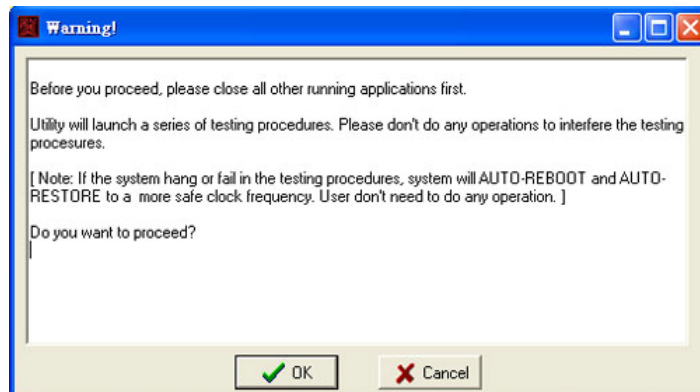 Warning!
Before you proceed, please close all other running applications first.
Utility will launch a series of testing procedures. Please don't do any operations to interfere the testing
procesures.
[ Note: If the system hang or fail in the testing procedures, system will AUTO-REBOOT and AUTO-
RESTORE to a more safe clock frequency. User don't need to do any operation. ]
Do you want to proceed?
OK
Cancel